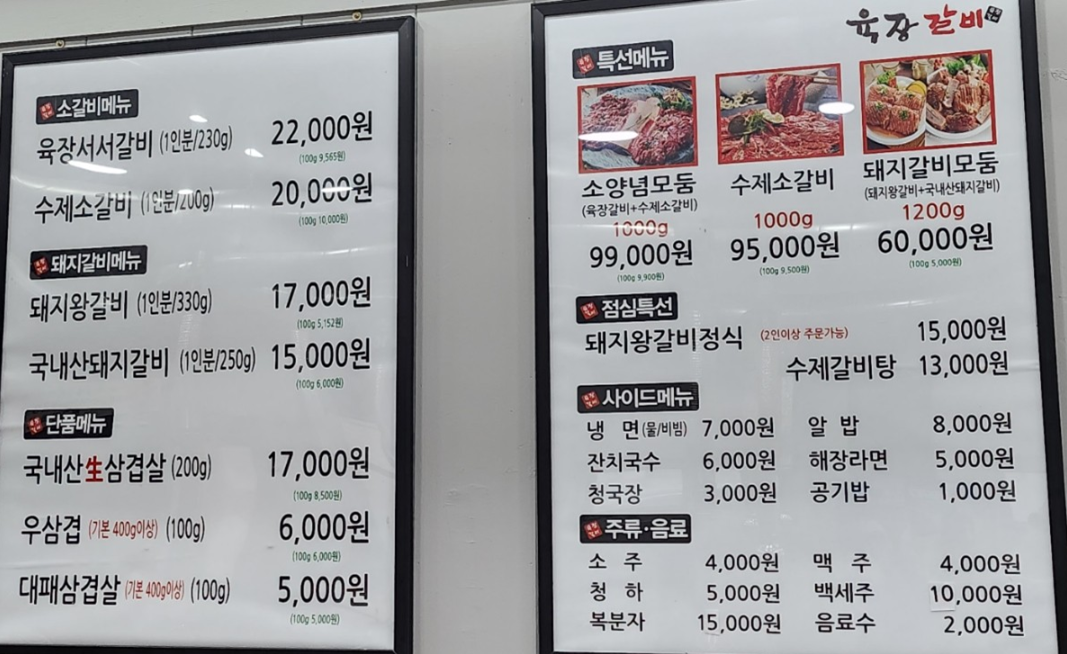 소갈비메뉴
육장서서갈비 (1인분/230g) 22,000원
(100g 9,565원)
수제소갈비 (1인분/200g) 20,000원
(100g 10,000원)
돼지갈비메뉴
돼지왕갈비 (1인분/330g) 17,000원
(100g 5,152원)
국내산돼지갈비 (1인분/250g) 15,000원
(100g 6,000원)
단품메뉴
국내산生삼겹살 (200g) 17,000원
(100g 8,500원)
우삼겹 (기본 400g이상) (100g) 6,000원
(100g 6,000원)
대패삼겹살 (기본 400g이상) (100g) 5,000원
(100g 5,000원)
육장갈비
특선메뉴
소양념모둠
(육장갈비+수제소갈비)
1000g
99,000원
(100g 9,900원)
수제소갈비
1000g
95,000원
(100g 9,500원)
돼지갈비모둠
(돼지왕갈비+국내산돼지갈비)
1200g
60,000원
(100g 5,000원)
점심특선
돼지왕갈비정식 (2인이상 주문가능) 15,000원
수제갈비탕 13,000원
사이드메뉴
냉 면(물/비빔) 7,000원 알 밥 8,000원
잔치국수 6,000원 해장라면 5,000원
청국장 3,000원 공기밥 1,000원
주류·음료
소 주 4,000원 맥 주 4,000원
청 하 5,000원 백세주 10,000원
복분자 15,000원 음료수 2,000원